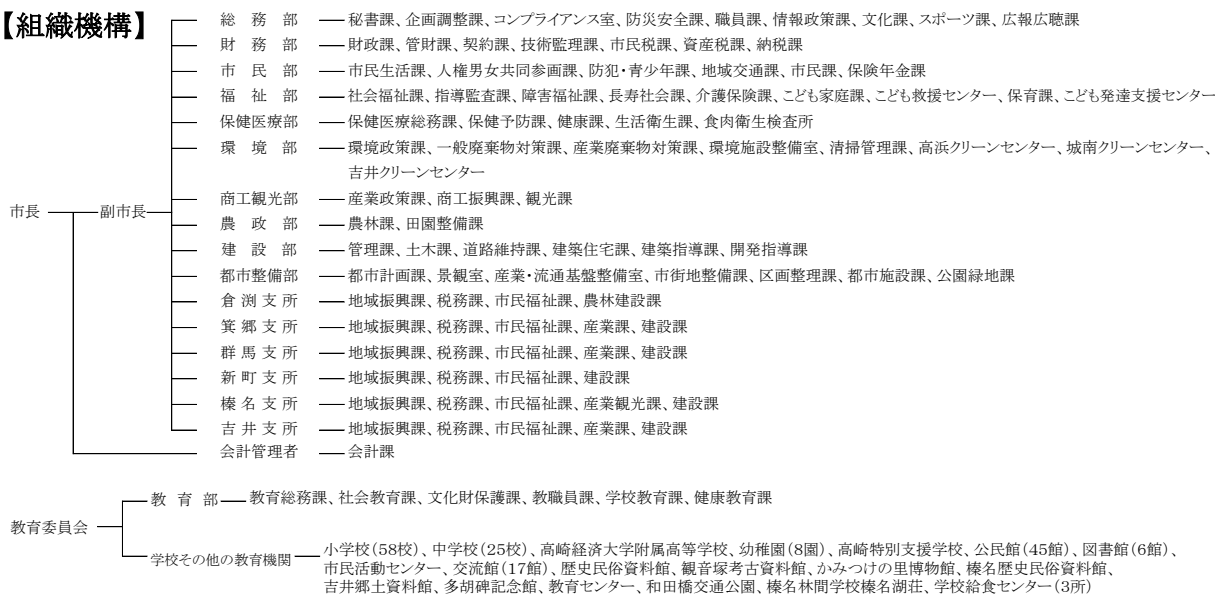 【組織機構】
総務部 秘書課、企画調整課、コンプライアンス室、防災安全課、職員課、情報政策課、文化課、スポーツ課、広報広聴課
財務部 財政課、管財課、契約課、技術監理課、市民税課、資産税課、納税課
市民部 市民生活課、人権男女共同参画課、防犯・青少年課、地域交通課、市民課、保険年金課
福祉部 社会福祉課、指導監査課、障害福祉課、長寿社会課、介護保険課、こども家庭課、こども救援センター、保育課、こども発達支援センター
保健医療部 保健医療総務課、保健予防課、健康課、生活衛生課、食肉衛生検査所
環境部 環境政策課、一般廃棄物対策課、産業廃棄物対策課、環境施設整備室、清掃管理課、高浜クリーンセンター、城南クリーンセンター、
吉井クリーンセンター
商工観光部 産業政策課、商工振興課、観光課
市長 副市長
農政部 農林課、田園整備課
建設部 管理課、土木課、道路維持課、建築住宅課、建築指導課、開発指導課
都市整備部 都市計画課、景観室、産業・流通基盤整備室、市街地整備課、区画整理課、都市施設課、公園緑地課
倉渕支所 地域振興課、税務課、市民福祉課、農林建設課
箕郷支所 地域振興課、税務課、市民福祉課、産業課、建設課
群馬支所 地域振興課、税務課、市民福祉課、産業課、建設課
新町支所 地域振興課、税務課、市民福祉課、建設課
榛名支所 地域振興課、税務課、市民福祉課、産業観光課、建設課
吉井支所 地域振興課、税務課、市民福祉課、産業課、建設課
会計管理者 会計課
教育部 教育総務課、社会教育課、文化財保護課、教職員課、学校教育課、健康教育課
教育委員会
学校その他の教育機関 小学校(58校)、中学校(25校)、高崎経済大学附属高等学校、幼稚園(8園)、高崎特別支援学校、公民館(45館)、図書館(6館)、
市民活動センター、交流館(17館)、歴史民俗資料館、観音塚考古資料館、かみつけの里博物館、榛名歴史民俗資料館、
吉井郷土資料館、多胡碑記念館、教育センター、和田橋交通公園、榛名林間学校榛名湖荘、学校給食センター(3所)